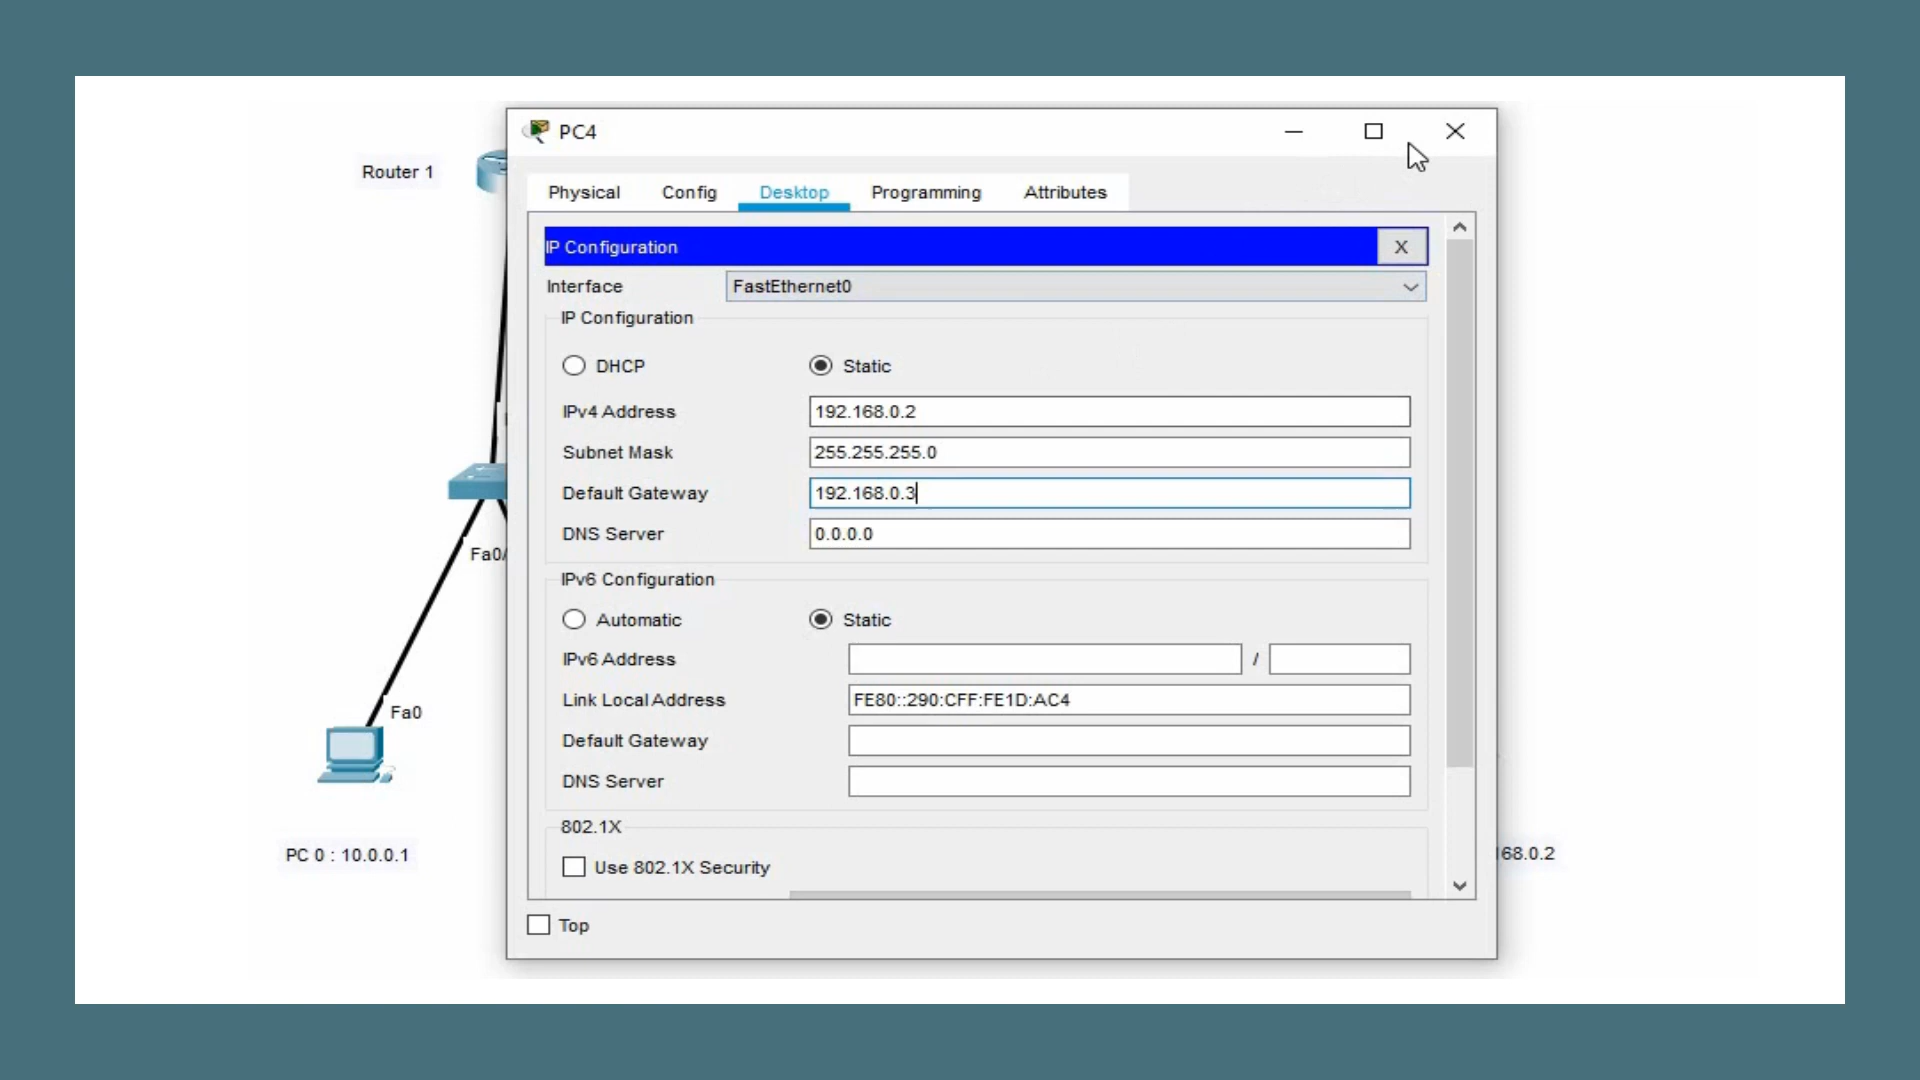 PC4
Router 1
Physical Config Desktop Programming Attributes
IP Configuration X
Interface FastEthernet0
IP Configuration
DHCP Static
IPv4 Address 192.168.0.2
Subnet Mask 255.255.255.0
Default Gateway 192.168.0.3
DNS Server 0.0.0.0
Fa0/
IPv6 Configuration
Automatic Static
IPv6 Address /
Link Local Address FE80::290:CFF:FE1D:AC4
Fa0
Default Gateway
DNS Server
802.1X
PC 0 : 10.0.0.1
68.0.2
Use 802.1X Security
Top